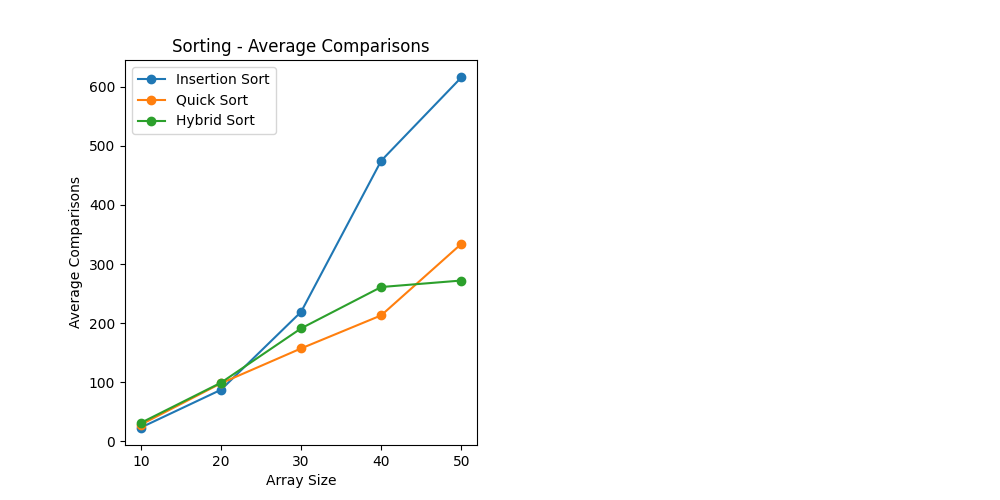 Sorting - Average Comparisons
Insertion Sort
Quick Sort
Hybrid Sort
600
500
400
300
200
100
0
Average Comparisons
10 20 30 40 50
Array Size